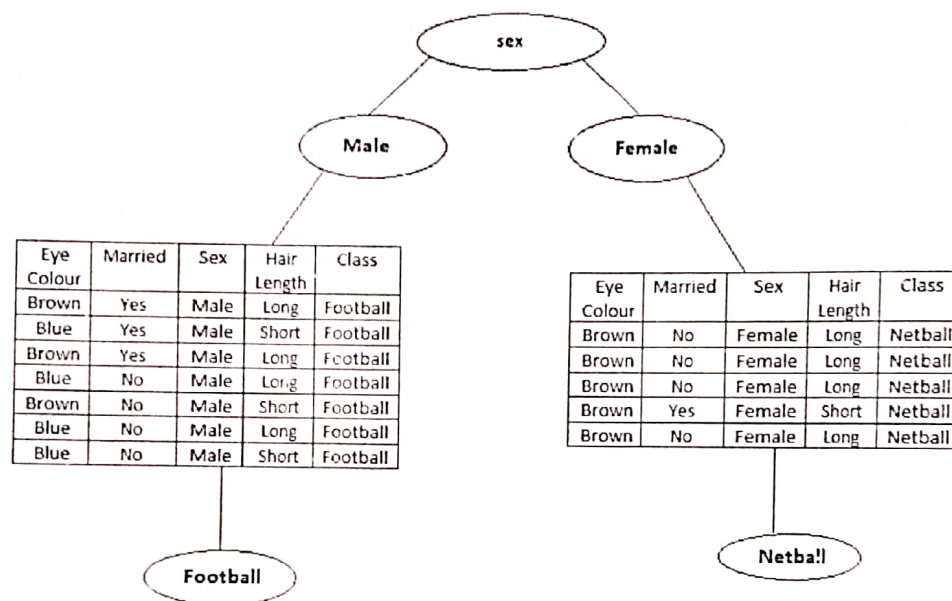 sex
Male
Female
Eye Colour Married Sex Hair Length Class
Brown Yes Male Long Football
Blue Yes Male Short Football
Brown Yes Male Long Football
Blue No Male Long Football
Brown No Male Short Football
Blue No Male Long Football
Blue No Male Short Football
Eye Colour Married Sex Hair Length Class
Brown No Female Long Netball
Brown No Female Long Netball
Brown No Female Long Netball
Brown Yes Female Short Netball
Brown No Female Long Netball
Football
Netball